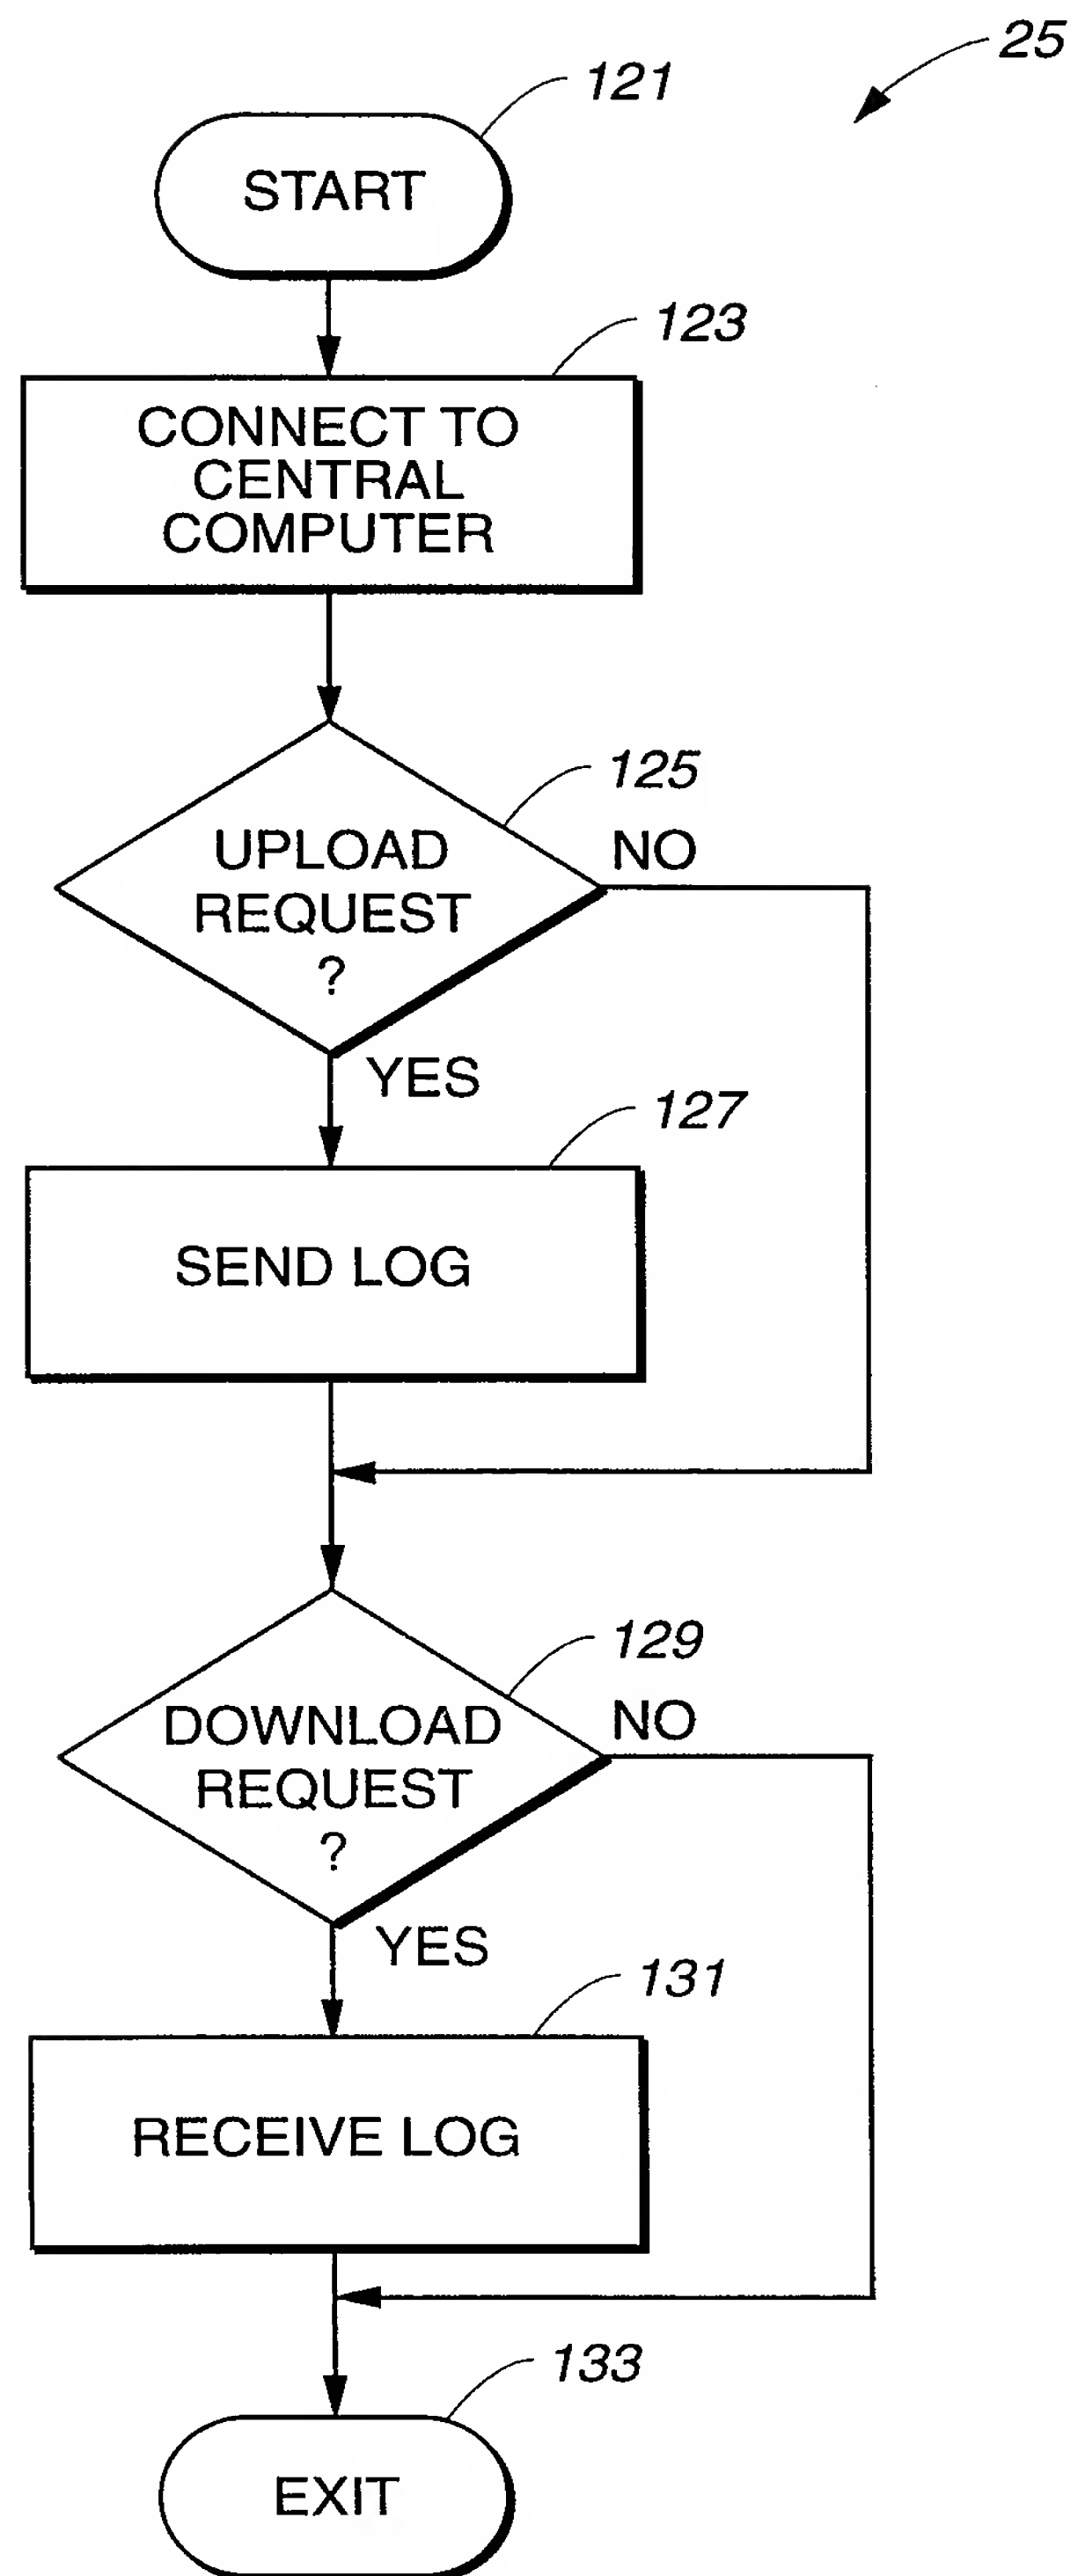 25
121
START
123
CONNECT TO
CENTRAL
COMPUTER
125
UPLOAD
REQUEST
?
NO
YES
127
SEND LOG
129
DOWNLOAD
REQUEST
?
NO
YES
131
RECEIVE LOG
133
EXIT